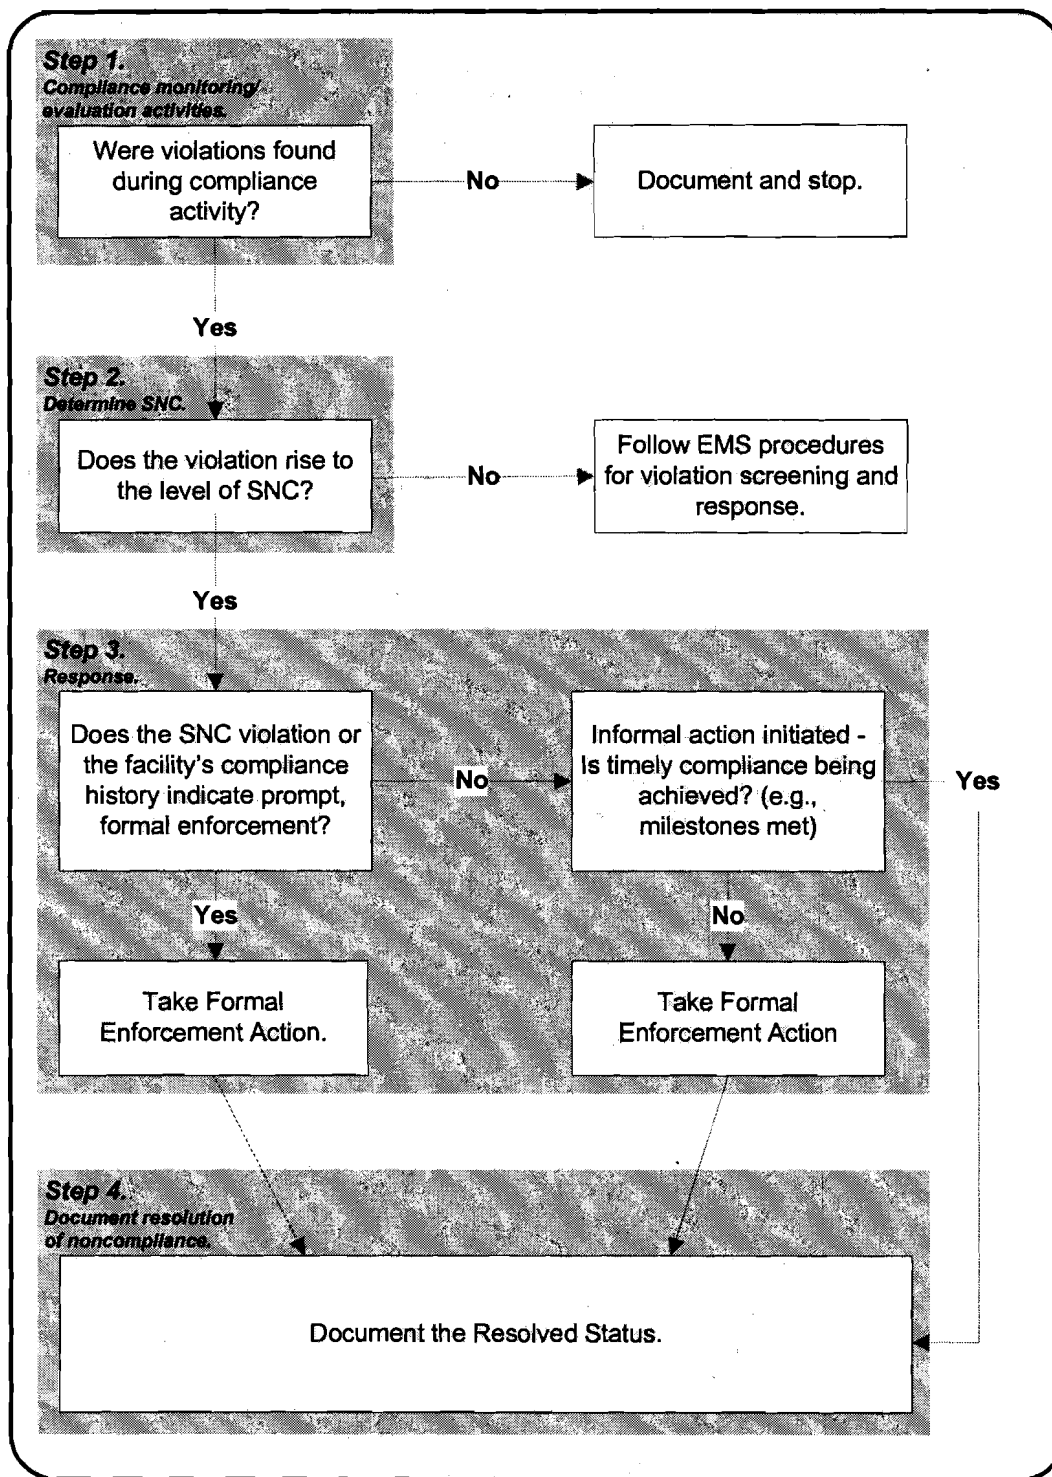 Step 1.
Compliance monitoring/
evaluation activities.
Were violations found
during compliance
activity?
No
Document and stop.
Yes
Step 2.
Determine SNC.
Does the violation rise to
the level of SNC?
No
Follow EMS procedures
for violation screening and
response.
Yes
Step 3.
Response.
Does the SNC violation or
the facility's compliance
history indicate prompt,
formal enforcement?
No
Informal action initiated -
Is timely compliance being
achieved? (e.g.,
milestones met)
Yes
Yes
No
Take Formal
Enforcement Action.
Take Formal
Enforcement Action
Step 4.
Document resolution
of noncompliance.
Document the Resolved Status.